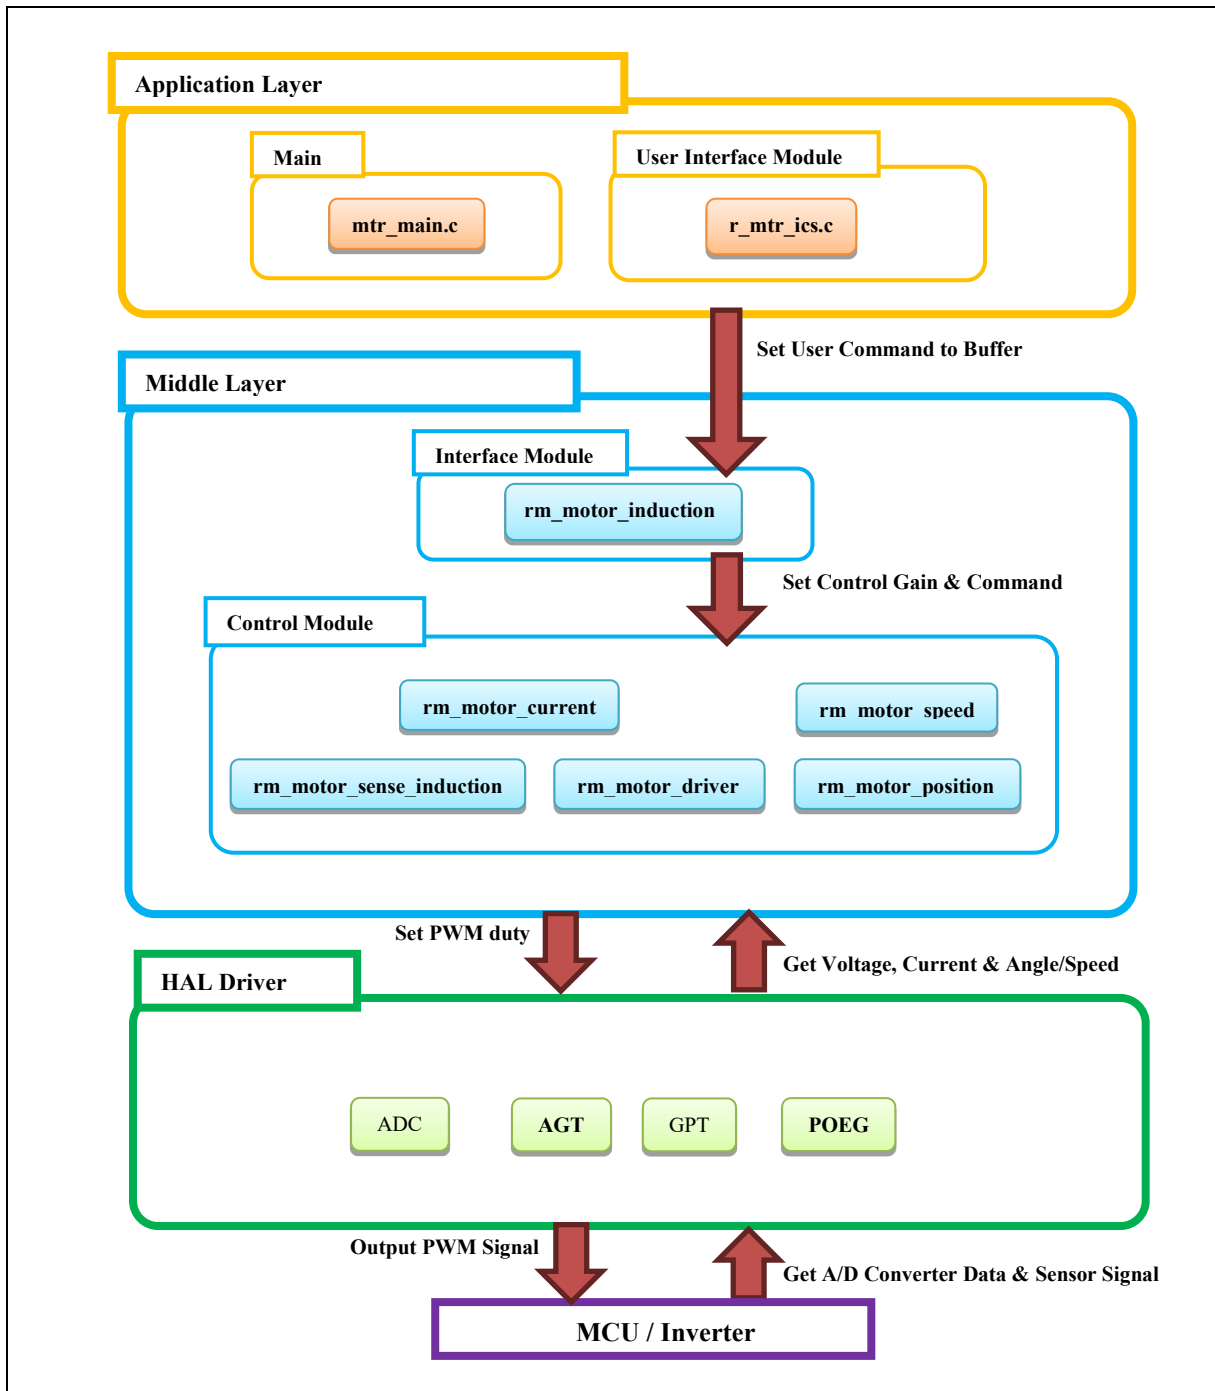 Application Layer
Main
User Interface Module
mtr_main.c
r_mtr_ics.c
Set User Command to Buffer
Middle Layer
Interface Module
rm_motor_induction
Set Control Gain & Command
Control Module
rm_motor_current
rm_motor_speed
rm_motor_sense_induction
rm_motor_driver
rm_motor_position
Set PWM duty
Get Voltage, Current & Angle/Speed
HAL Driver
ADC
AGT
GPT
POEG
Output PWM Signal
Get A/D Converter Data & Sensor Signal
MCU / Inverter